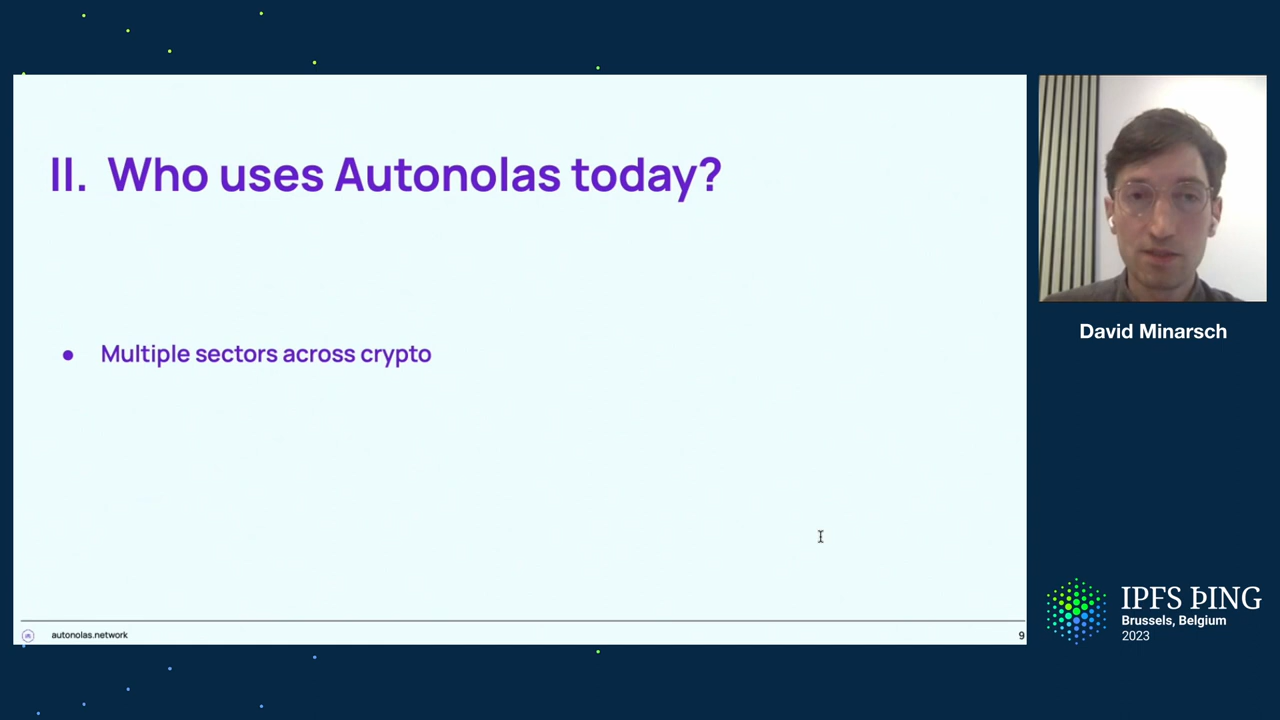 II. Who uses Autonolas today?
● Multiple sectors across crypto
autonolas.network
9
David Minarsch
IPFS ÞING
Brussels, Belgium
2023